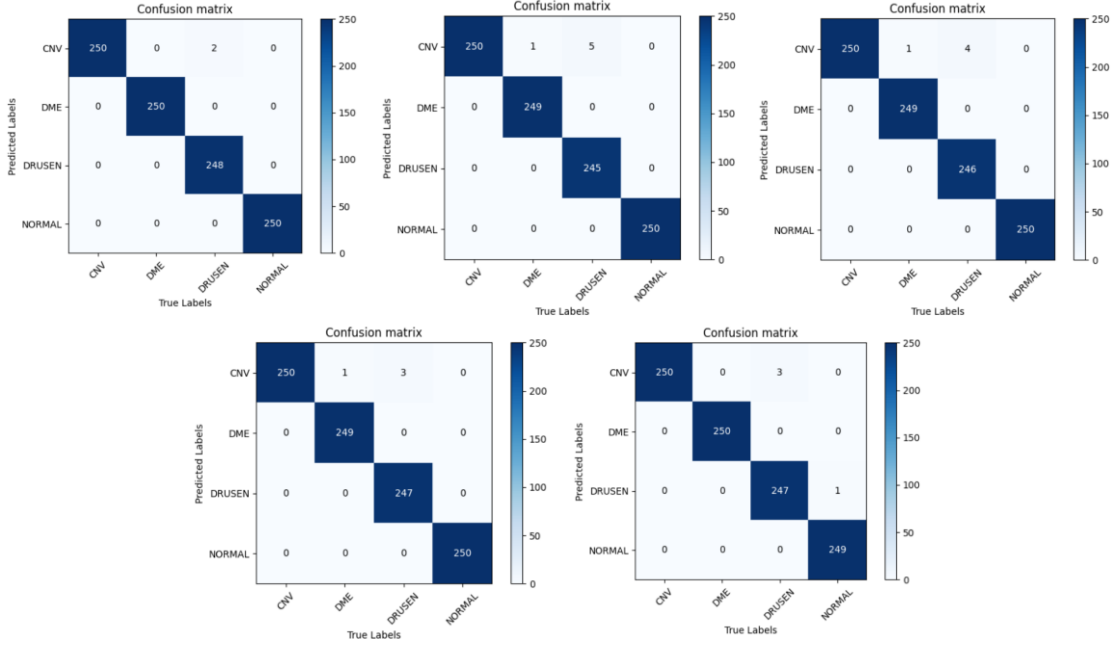 Confusion matrix
250
CNV 250 0 2 0
200
DME 0 250 0 0
150
100
DRUSEN 0 0 248 0
50
NORMAL 0 0 0 250
0
CNV DME DRUSEN NORMAL
True Labels
Predicted Labels
Confusion matrix
250
CNV 250 1 5 0
200
DME 0 249 0 0
150
100
DRUSEN 0 0 245 0
50
NORMAL 0 0 0 250
0
CNV DME DRUSEN NORMAL
True Labels
Predicted Labels
Confusion matrix
250
CNV 250 1 4 0
200
DME 0 249 0 0
150
100
DRUSEN 0 0 246 0
50
NORMAL 0 0 0 250
0
CNV DME DRUSEN NORMAL
True Labels
Predicted Labels
Confusion matrix
250
CNV 250 1 3 0
200
DME 0 249 0 0
150
100
DRUSEN 0 0 247 0
50
NORMAL 0 0 0 250
0
CNV DME DRUSEN NORMAL
True Labels
Predicted Labels
Confusion matrix
250
CNV 250 0 3 0
200
DME 0 250 0 0
150
100
DRUSEN 0 0 247 1
50
NORMAL 0 0 0 249
0
CNV DME DRUSEN NORMAL
True Labels
Predicted Labels